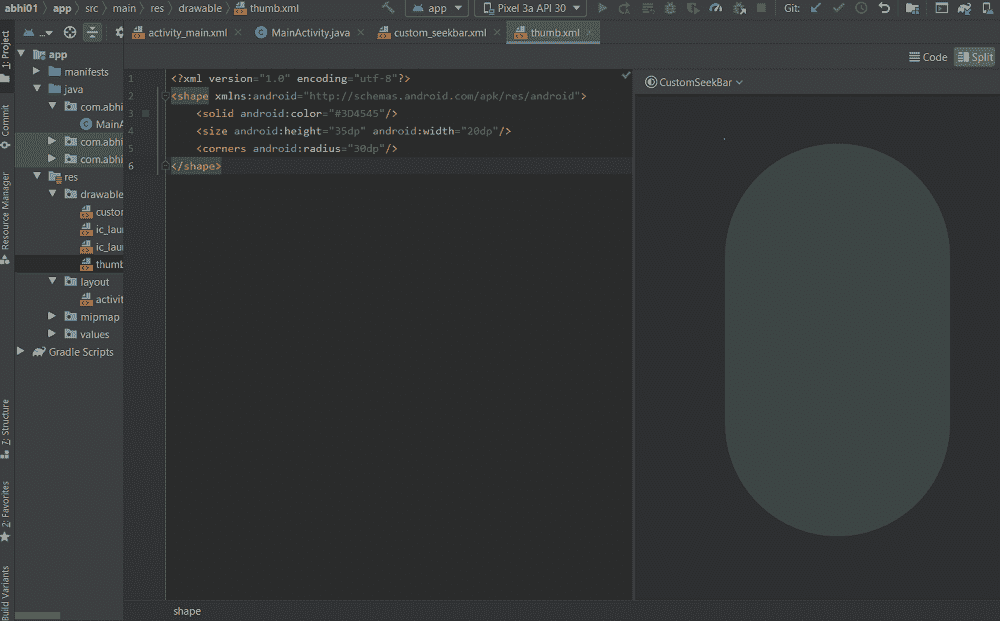 abhi01 app src main res drawable thumb.xml app Pixel 3a API 30 Git:
activity_main.xml MainActivity.java custom_seekbar.xml thumb.xml
Code Split
1: Project
Commit
Resource Manager
7: Structure
2: Favorites
Build Variants
app
manifests
java
com.abhi
MainA
com.abhi
com.abhi
res
drawable
custo
ic_lau
ic_lau
thumb
layout
activit
mipmap
values
Gradle Scripts
1 <?xml version="1.0" encoding="utf-8"?>
2 <shape xmlns:android="http://schemas.android.com/apk/res/android">
3 <solid android:color="#3D4545"/>
4 <size android:height="35dp" android:width="20dp"/>
5 <corners android:radius="30dp"/>
6 </shape>
CustomSeekBar
shape